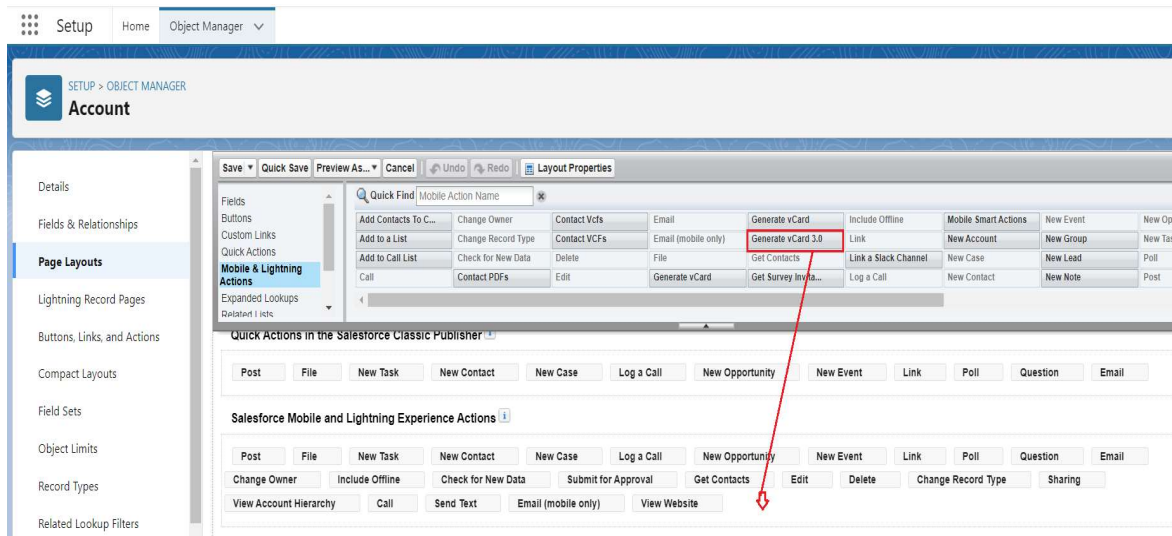 Setup Home Object Manager
SETUP > OBJECT MANAGER
Account
Details
Fields & Relationships
Page Layouts
Lightning Record Pages
Buttons, Links, and Actions
Compact Layouts
Field Sets
Object Limits
Record Types
Related Lookup Filters
Save Quick Save Preview As... Cancel Undo Redo Layout Properties
Fields
Buttons
Custom Links
Quick Actions
Mobile & Lightning
Actions
Expanded Lookups
Related Lists
Quick Find Mobile Action Name
Add Contacts To C... Change Owner Contact Vcfs Email Generate vCard Include Offline Mobile Smart Actions New Event New Op
Add to a List Change Record Type Contact VCFs Email (mobile only) Generate vCard 3.0 Link New Account New Group New Tas
Add to Call List Check for New Data Delete File Get Contacts Link a Slack Channel New Case New Lead Poll
Call Contact PDFs Edit Generate vCard Get Survey Invita... Log a Call New Contact New Note Post
Quick Actions in the Salesforce Classic Publisher
Post File New Task New Contact New Case Log a Call New Opportunity New Event Link Poll Question Email
Salesforce Mobile and Lightning Experience Actions
Post File New Task New Contact New Case Log a Call New Opportunity New Event Link Poll Question Email
Change Owner Include Offline Check for New Data Submit for Approval Get Contacts Edit Delete Change Record Type Sharing
View Account Hierarchy Call Send Text Email (mobile only) View Website